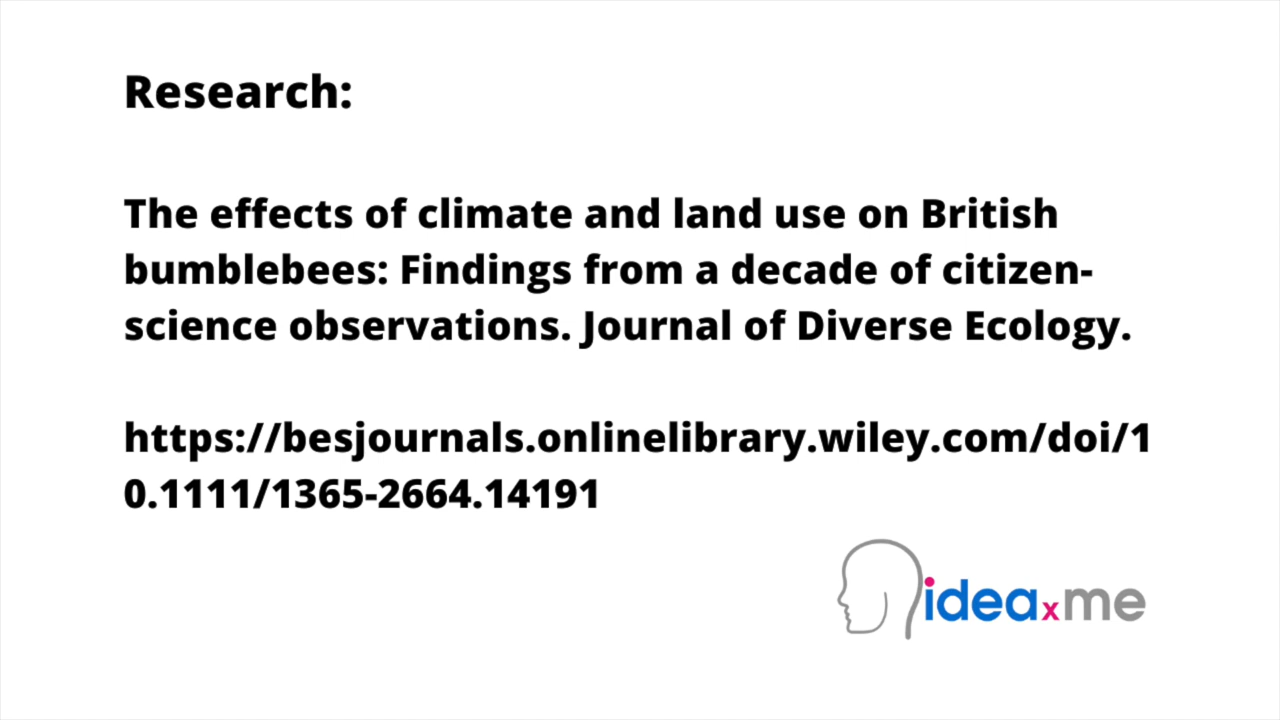 Research:
The effects of climate and land use on British
bumblebees: Findings from a decade of citizen-
science observations. Journal of Diverse Ecology.
https://besjournals.onlinelibrary.wiley.com/doi/1
0.1111/1365-2664.14191
ideaxme